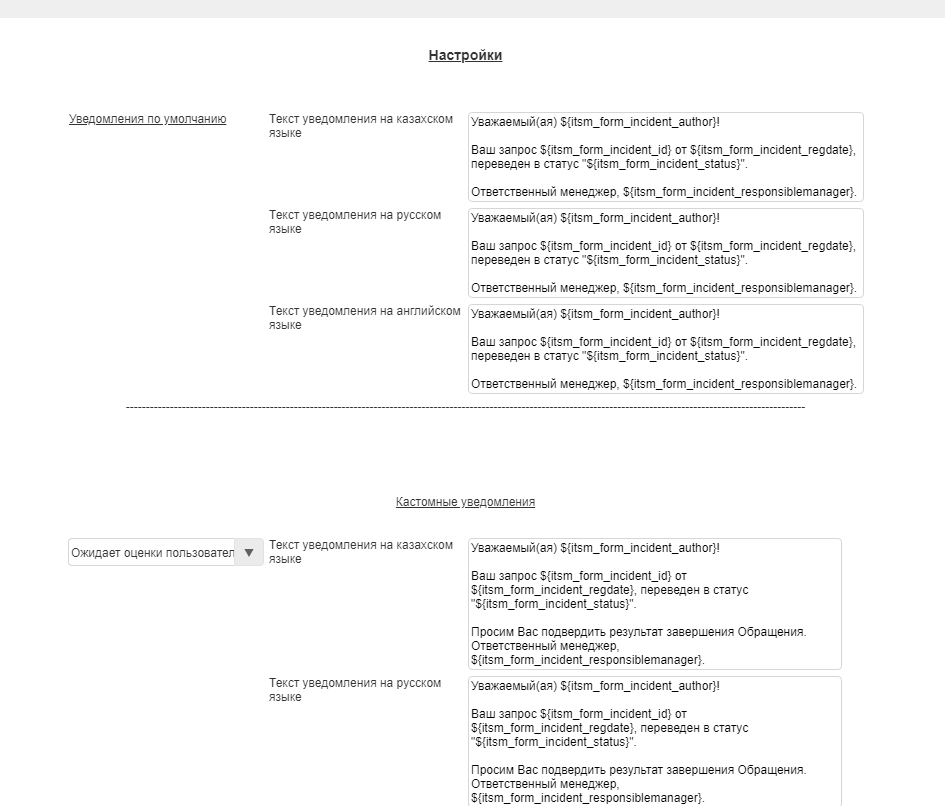 Настройки
Уведомления по умолчанию
Текст уведомления на казахском
языке
Уважаемый(ая) ${itsm_form_incident_author}!
Ваш запрос ${itsm_form_incident_id} от ${itsm_form_incident_regdate},
переведен в статус "${itsm_form_incident_status}".
Ответственный менеджер, ${itsm_form_incident_responsiblemanager}.
Текст уведомления на русском
языке
Уважаемый(ая) ${itsm_form_incident_author}!
Ваш запрос ${itsm_form_incident_id} от ${itsm_form_incident_regdate},
переведен в статус "${itsm_form_incident_status}".
Ответственный менеджер, ${itsm_form_incident_responsiblemanager}.
Текст уведомления на английском
языке
Уважаемый(ая) ${itsm_form_incident_author}!
Ваш запрос ${itsm_form_incident_id} от ${itsm_form_incident_regdate},
переведен в статус "${itsm_form_incident_status}".
Ответственный менеджер, ${itsm_form_incident_responsiblemanager}.
Кастомные уведомления
Ожидает оценки пользовател
Текст уведомления на казахском
языке
Уважаемый(ая) ${itsm_form_incident_author}!
Ваш запрос ${itsm_form_incident_id} от
${itsm_form_incident_regdate}, переведен в статус
"${itsm_form_incident_status}".
Просим Вас подвердить результат завершения Обращения.
Ответственный менеджер,
${itsm_form_incident_responsiblemanager}.
Текст уведомления на русском
языке
Уважаемый(ая) ${itsm_form_incident_author}!
Ваш запрос ${itsm_form_incident_id} от
${itsm_form_incident_regdate}, переведен в статус
"${itsm_form_incident_status}".
Просим Вас подвердить результат завершения Обращения.
Ответственный менеджер,
${itsm_form_incident_responsiblemanager}.